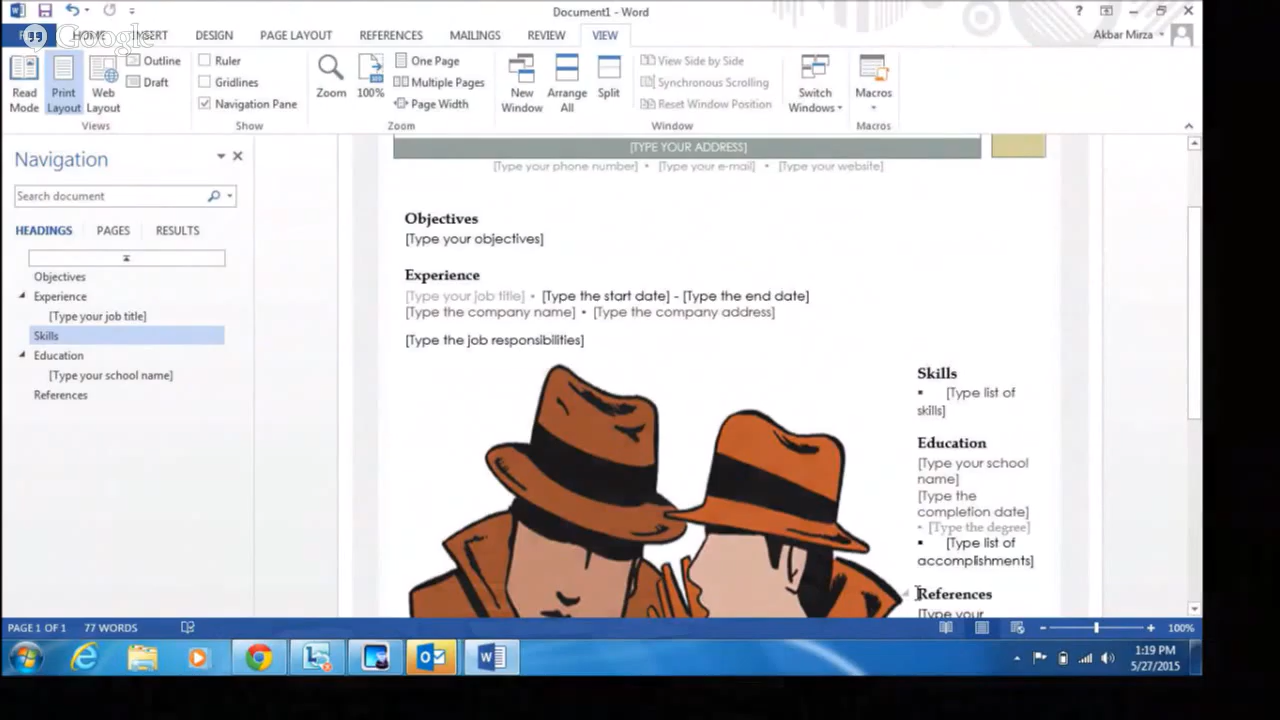 Document1 - Word
?
Google
HOME
INSERT
DESIGN
PAGE LAYOUT
REFERENCES
MAILINGS
REVIEW
VIEW
Akbar Mirza
Read Mode
Print Layout
Web Layout
Outline
Draft
Views
Ruler
Gridlines
Navigation Pane
Show
Zoom
100%
One Page
Multiple Pages
Page Width
Zoom
New Window
Arrange All
Split
View Side by Side
Synchronous Scrolling
Reset Window Position
Window
Switch Windows
Macros
Macros
Navigation
Search document
HEADINGS
PAGES
RESULTS
Objectives
Experience
[Type your job title]
Skills
Education
[Type your school name]
References
[TYPE YOUR ADDRESS]
[Type your phone number] • [Type your e-mail] • [Type your website]
Objectives
[Type your objectives]
Experience
[Type your job title] • [Type the start date] - [Type the end date]
[Type the company name] • [Type the company address]
[Type the job responsibilities]
Skills
▪ [Type list of
skills]
Education
[Type your school
name]
[Type the
completion date]
• [Type the degree]
▪ [Type list of
accomplishments]
References
[Type your
PAGE 1 OF 1
77 WORDS
100%
1:19 PM
5/27/2015